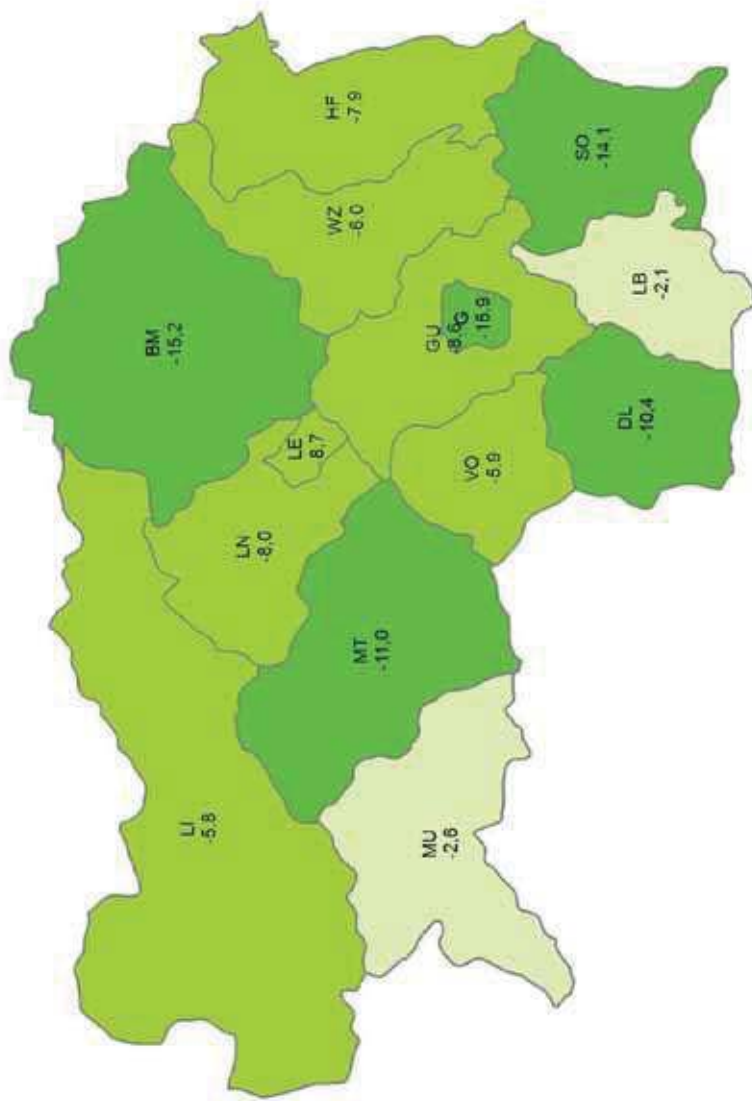 BM
-15,2
LI
-5,8
LN
-8,0
LE
8,7
HF
-7,9
WZ
-6,0
MT
-11,0
MU
-2,6
GU
-8,6
G
-15,9
VO
5,9
SO
-14,1
DL
-10,4
LB
-2,1